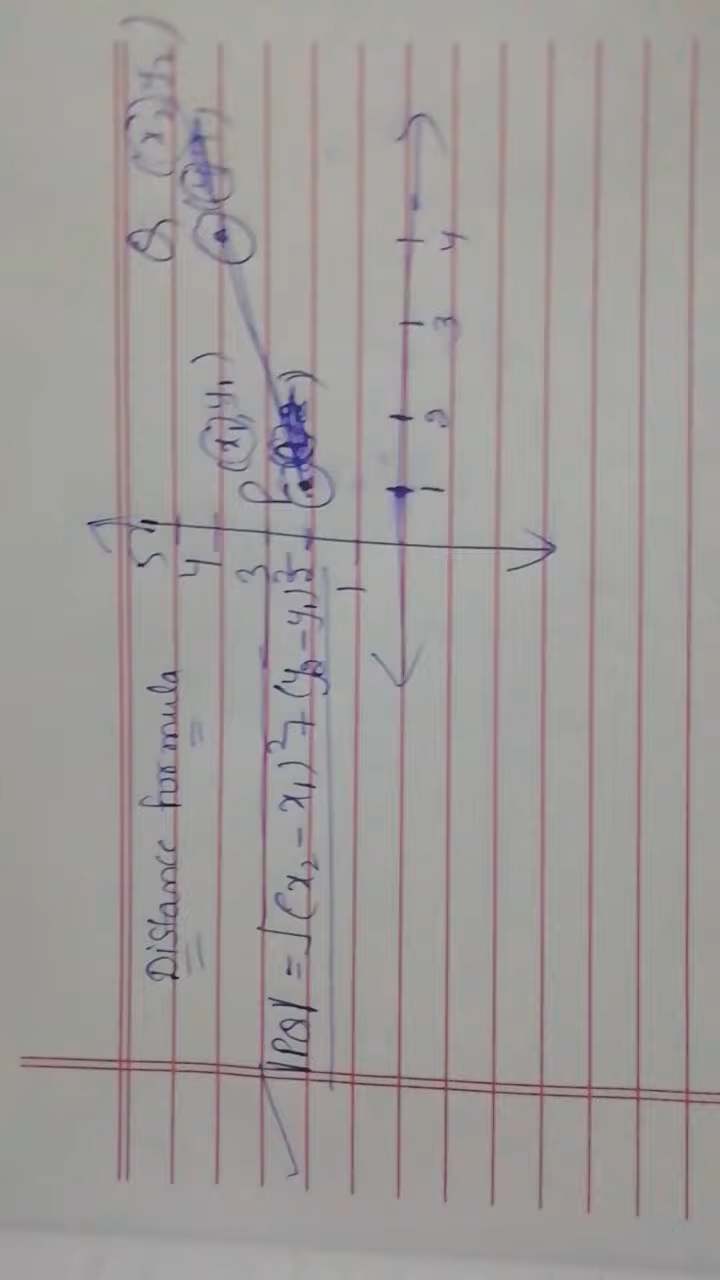 Distance formula
|PQ| = √(x₂ - x₁)² + (y₂ - y₁)²
Q (x₂, y₂)
P (x₁, y₁)
5
4
3
2
1
1 2 3 4